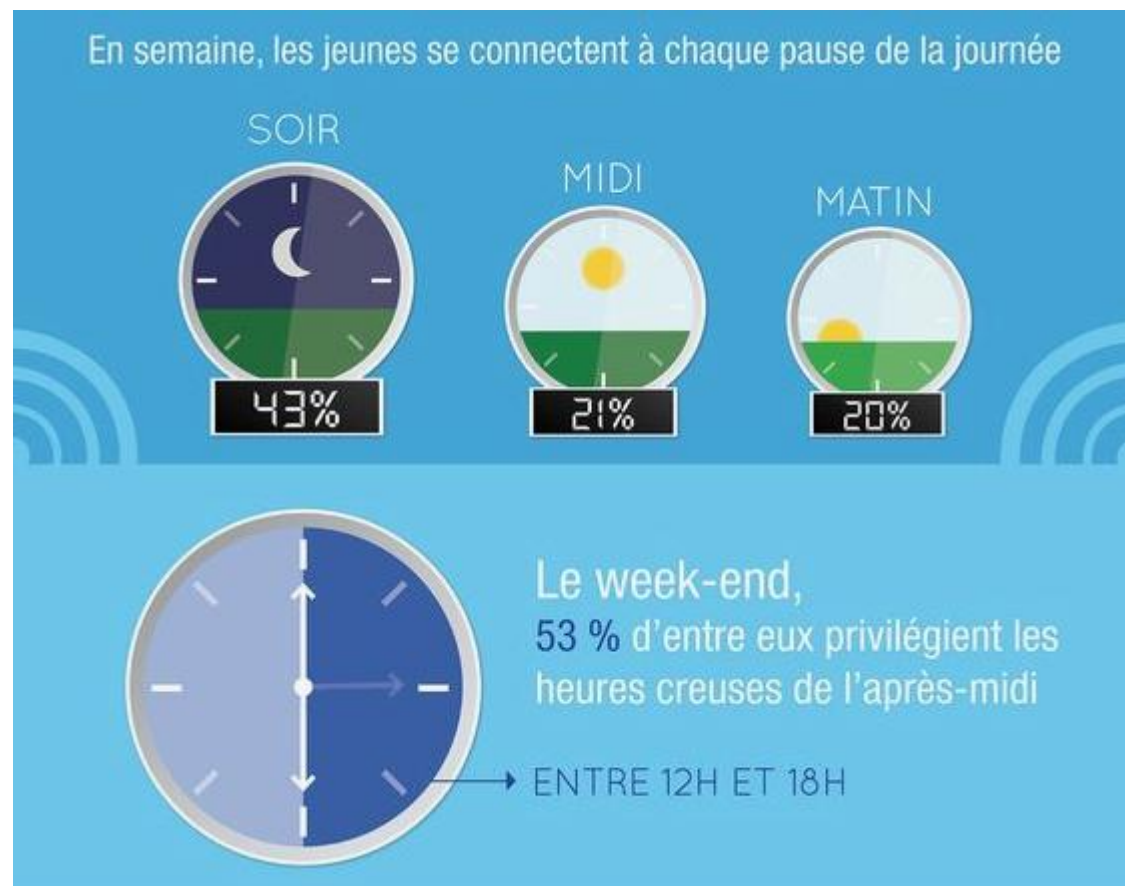 En semaine, les jeunes se connectent à chaque pause de la journée
SOIR
43%
MIDI
21%
MATIN
20%
Le week-end,
53 % d'entre eux privilégient les
heures creuses de l'après-midi
ENTRE 12H ET 18H